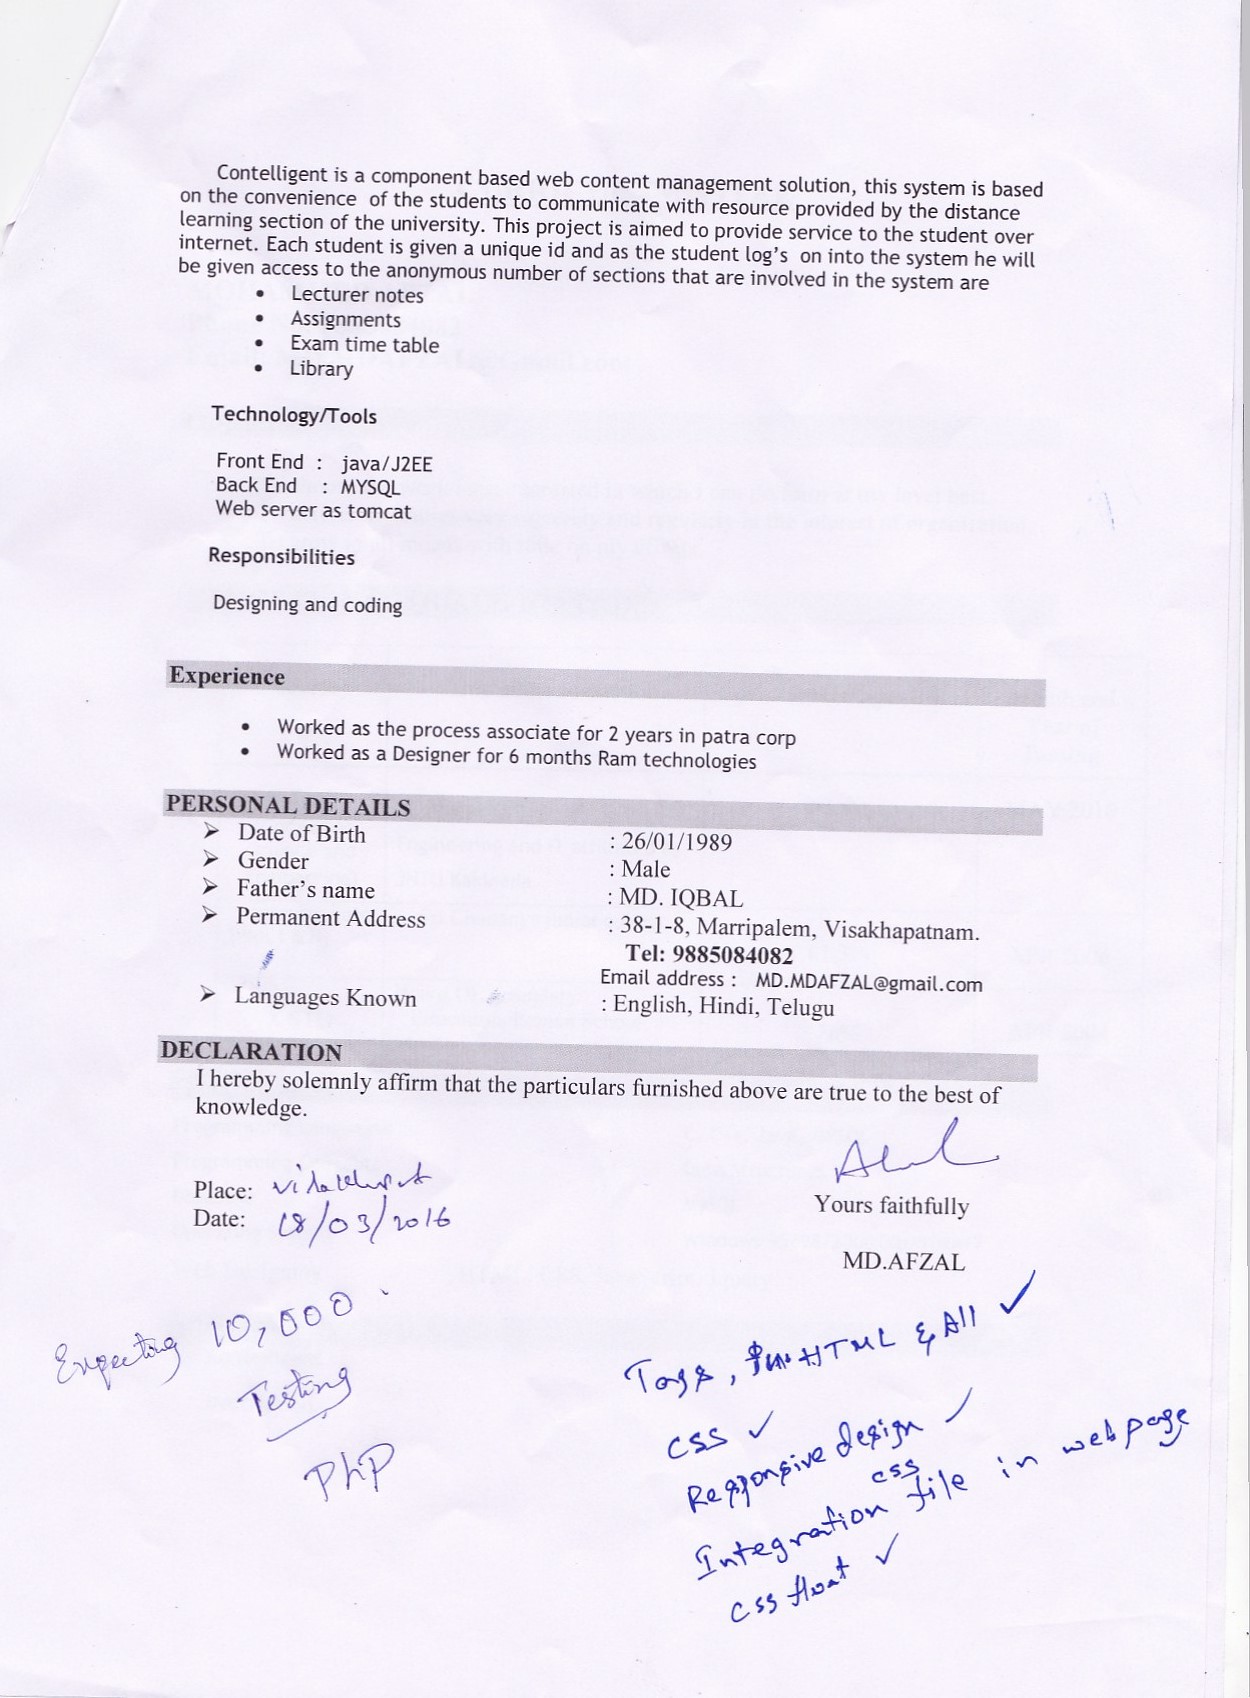 Contelligent is a component based web content management solution, this system is based
on the convenience of the students to communicate with resource provided by the distance
learning section of the university. This project is aimed to provide service to the student over
internet. Each student is given a unique id and as the student log's on into the system he will
be given access to the anonymous number of sections that are involved in the system are
• Lecturer notes
• Assignments
• Exam time table
• Library
Technology/Tools
Front End : java/J2EE
Back End : MYSQL
Web server as tomcat
Responsibilities
Designing and coding
Experience
• Worked as the process associate for 2 years in patra corp
• Worked as a Designer for 6 months Ram technologies
PERSONAL DETAILS
➢ Date of Birth : 26/01/1989
➢ Gender : Male
➢ Father's name : MD. IQBAL
➢ Permanent Address : 38-1-8, Marripalem, Visakhapatnam.
Tel: 9885084082
Email address : MD.MDAFZAL@gmail.com
➢ Languages Known : English, Hindi, Telugu
DECLARATION
I hereby solemnly affirm that the particulars furnished above are true to the best of
knowledge.
Place:
Date: 18/03/2016
Yours faithfully
MD.AFZAL
Expecting 10,000
Testing
PhP
Tags, HTML & All ✓
CSS ✓
Responsive design ✓
css
Integration file in webpage
css float ✓